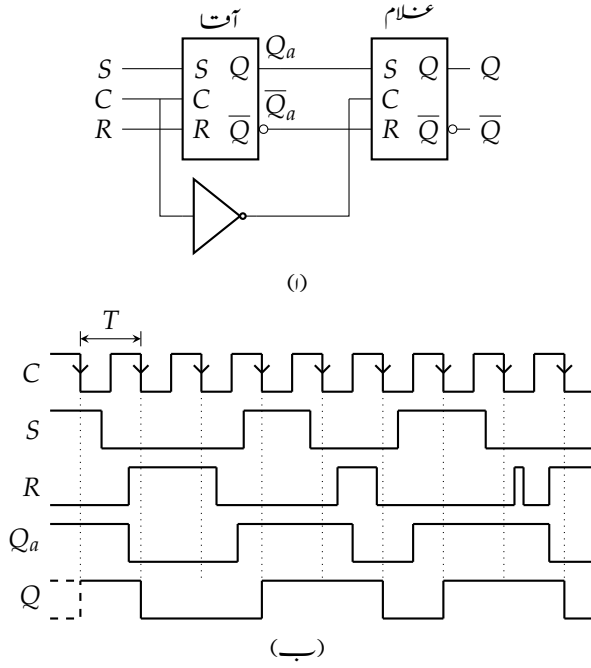 آقا غلام
Q_a
S S Q S Q Q
C C \overline{Q}_a C
R R \overline{Q} R \overline{Q} \overline{Q}
(ا)
T
C
S
R
Q_a
Q
(ب)